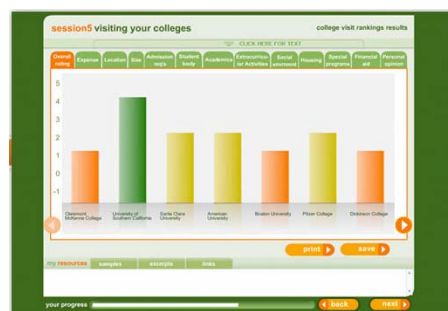 session5 visiting your colleges
college visit rankings results
CLICK HERE FOR TEXT
Overall rating
Expense
Location
Size
Admission req's
Student body
Academics
Extracurricular Activities
Social environment
Housing
Special programs
Financial aid
Personal opinion
5
4
3
2
1
0
-1
Claremont McKenna College
University of Southern California
Santa Clara University
American University
Boston University
Pitzer College
Dickinson College
print
save
my resources
samples
excerpts
links
your progress
back
next